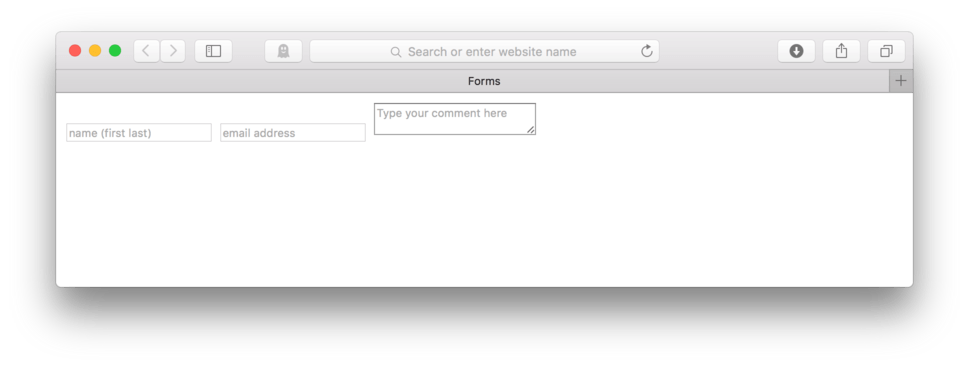 Search or enter website name
Forms
name (first last)
email address
Type your comment here